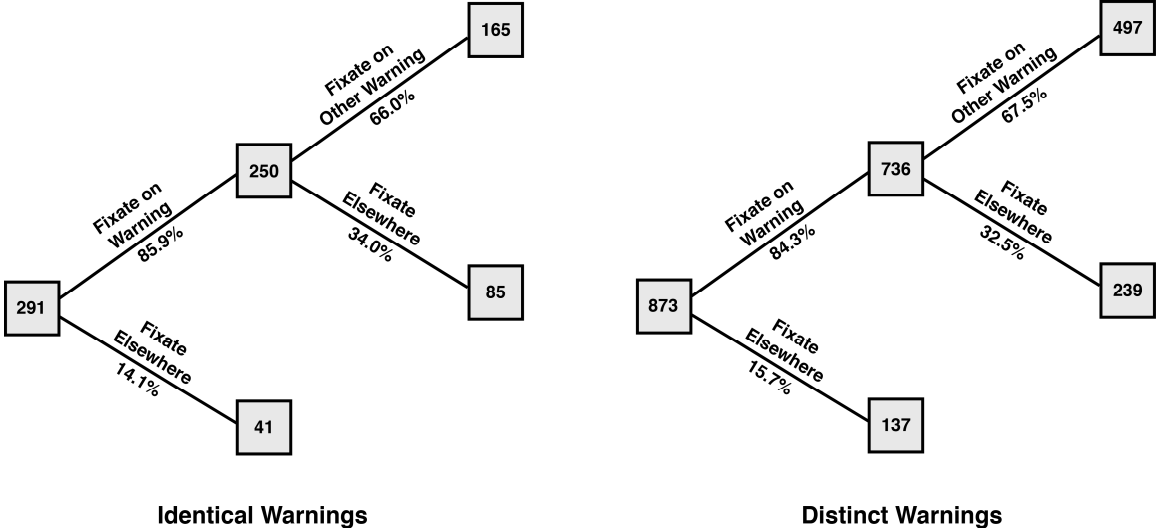 165
Fixate on
Other Warning
66.0%
250
Fixate
Elsewhere
34.0%
85
Fixate on
Warning
85.9%
291
Fixate
Elsewhere
14.1%
41
Identical Warnings
497
Fixate on
Other Warning
67.5%
736
Fixate
Elsewhere
32.5%
239
Fixate on
Warning
84.3%
873
Fixate
Elsewhere
15.7%
137
Distinct Warnings